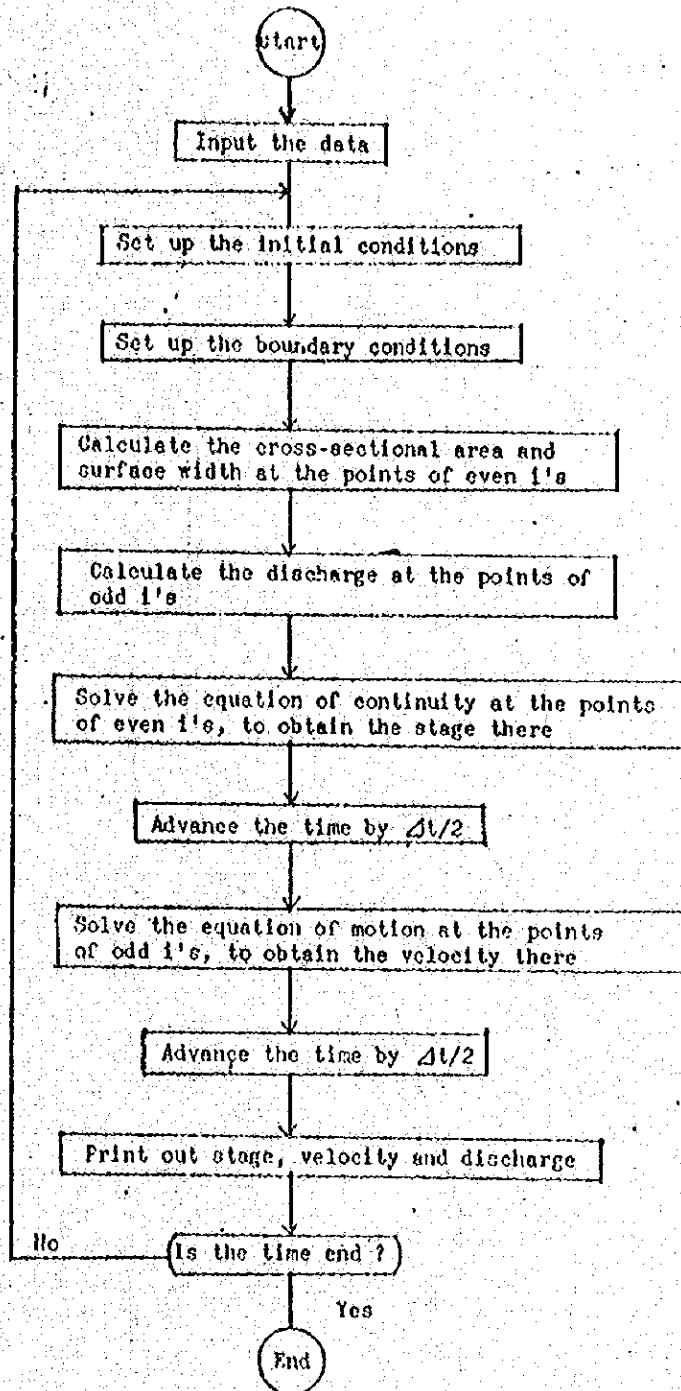 Start
Input the data
Set up the initial conditions
Set up the boundary conditions
Calculate the cross-sectional area and
surface width at the points of even i's
Calculate the discharge at the points of
odd i's
Solve the equation of continuity at the points
of even i's, to obtain the stage there
Advance the time by Δt/2
Solve the equation of motion at the points
of odd i's, to obtain the velocity there
Advance the time by Δt/2
Print out stage, velocity and discharge
No
Is the time end ?
Yes
End